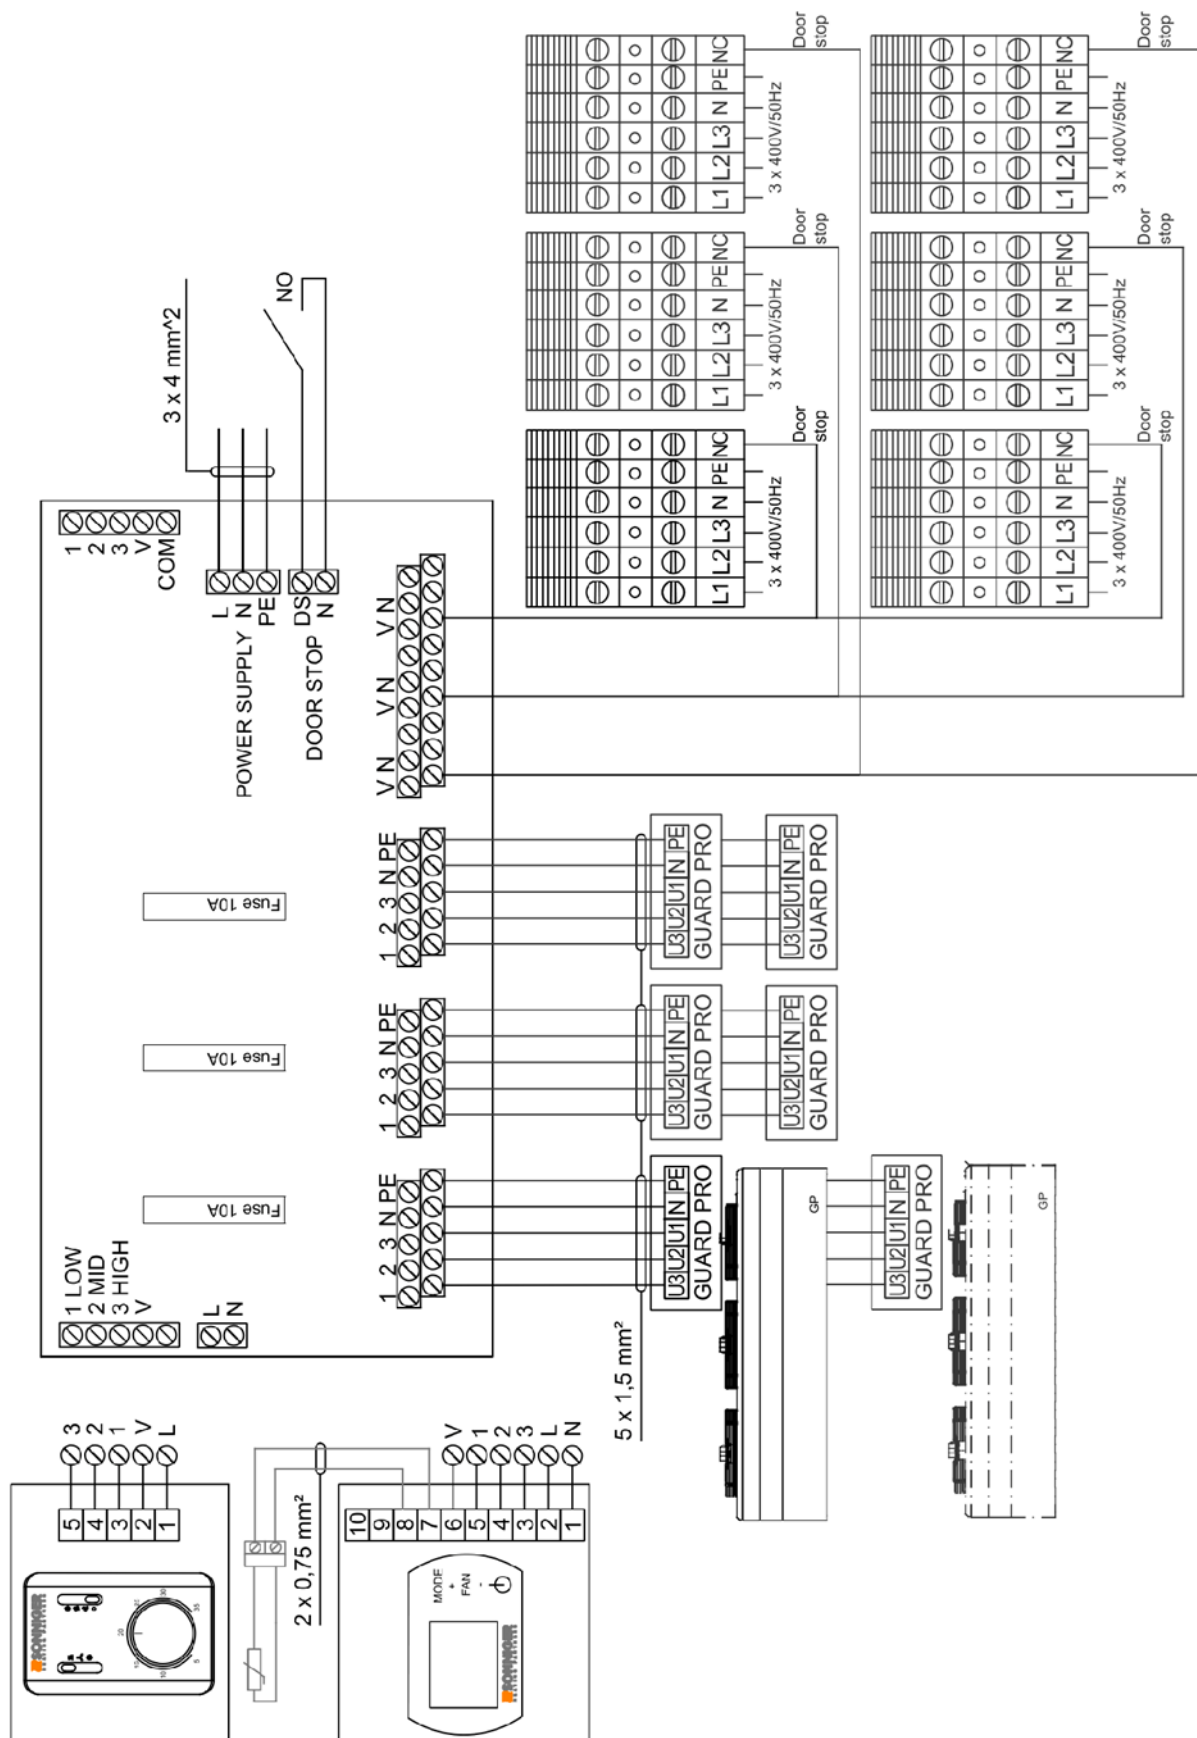 SONNIGER
5
4
3
2
1
3
2
1
V
L
2 x 0,75 mm²
SONNIGER
MODE
+
FAN
-
10
9
8
7
6
5
4
3
2
1
V
1
2
3
L
N
1 LOW
2 MID
3 HIGH
V
L
N
Fuse 10A
Fuse 10A
Fuse 10A
1
2
3
V
COM
L
N
PE
POWER SUPPLY
DS
N
DOOR STOP
3 x 4 mm^2
NO
1 2 3 N PE
1 2 3 N PE
1 2 3 N PE
V N
V N
V N
5 x 1,5 mm²
U3 U2 U1 N PE
GUARD PRO
U3 U2 U1 N PE
GUARD PRO
U3 U2 U1 N PE
GUARD PRO
GP
U3 U2 U1 N PE
GUARD PRO
U3 U2 U1 N PE
GUARD PRO
U3 U2 U1 N PE
GUARD PRO
GP
L1 L2 L3 N PE NC
3 x 400V/50Hz
Door
stop
L1 L2 L3 N PE NC
3 x 400V/50Hz
Door
stop
L1 L2 L3 N PE NC
3 x 400V/50Hz
Door
stop
L1 L2 L3 N PE NC
3 x 400V/50Hz
Door
stop
L1 L2 L3 N PE NC
3 x 400V/50Hz
Door
stop
L1 L2 L3 N PE NC
3 x 400V/50Hz
Door
stop